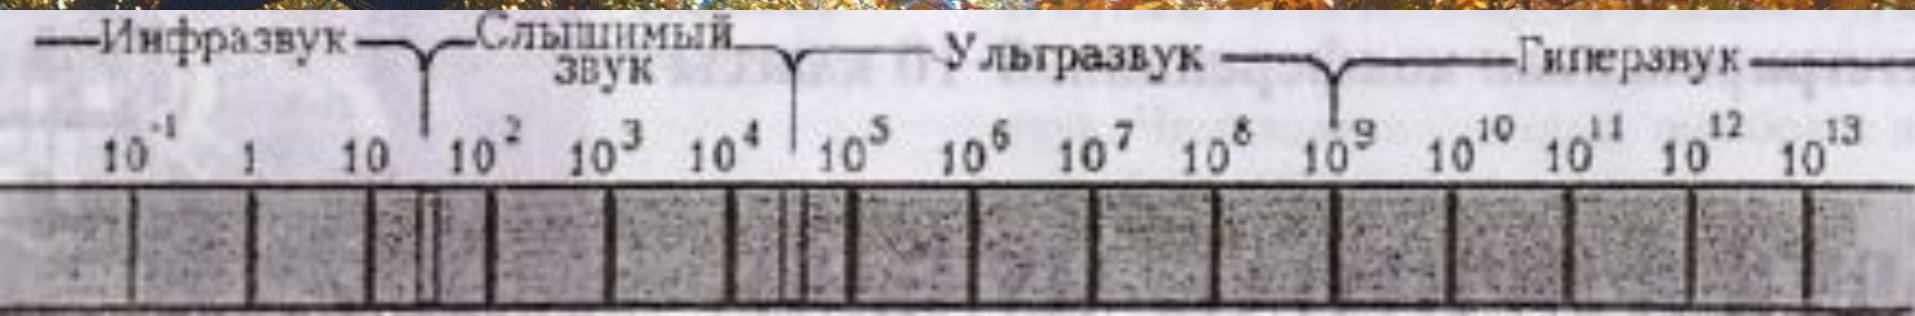 Инфразвук Слышимый звук Ультразвук Гиперзвук
10⁻¹ 1 10 10² 10³ 10⁴ 10⁵ 10⁶ 10⁷ 10⁸ 10⁹ 10¹⁰ 10¹¹ 10¹² 10¹³